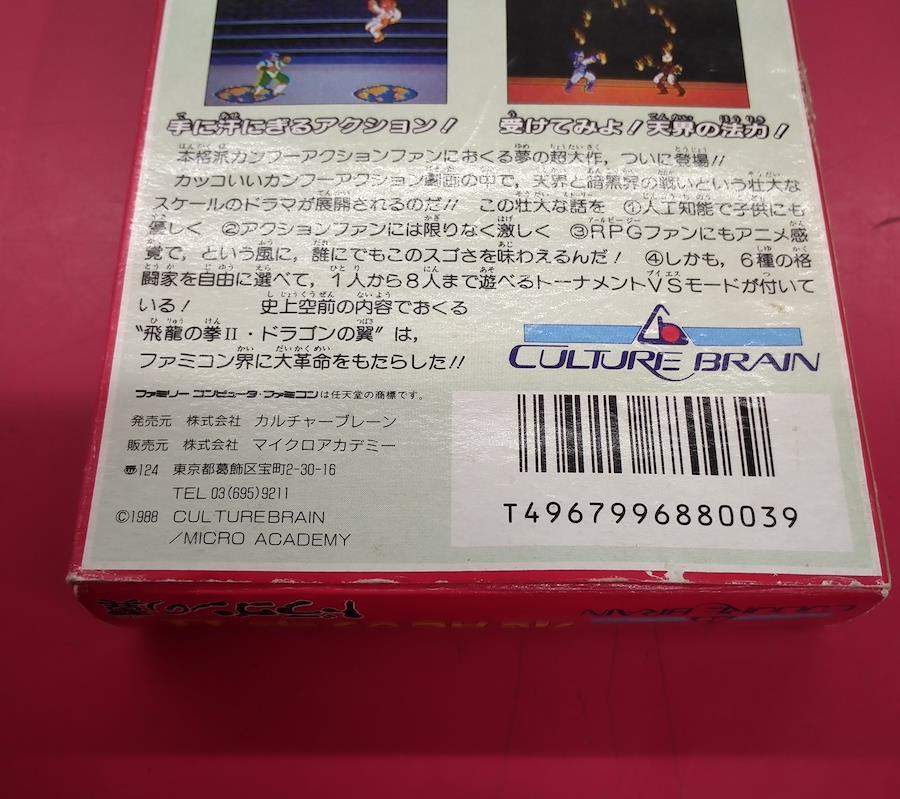 手に汗にぎるアクション！
受けてみよ！天界の法力！
本格派カンフーアクションファンにおくる夢の超大作，ついに登場!!
カッコいいカンフーアクション劇画の中で，天界と暗黒界の戦いという壮大な
スケールのドラマが展開されるのだ!! この壮大な話を ①人工知能で子供にも
優しく ②アクションファンには限りなく激しく ③RPGファンにもアニメ感
覚で，という風に，誰にでもこのスゴさを味わえるんだ！ ④しかも，6種の格
闘家を自由に選べて，1人から8人まで遊べるトーナメントVSモードが付いて
いる！ 史上空前の内容でおくる
“飛龍の拳II・ドラゴンの翼”は，
ファミコン界に大革命をもたらした!!
CULTURE BRAIN
ファミリーコンピュータ・ファミコンは任天堂の商標です。
発売元 株式会社 カルチャーブレーン
販売元 株式会社 マイクロアカデミー
〠124 東京都葛飾区宝町2-30-16
TEL 03(695)9211
©1988 CULTUREBRAIN
/MICRO ACADEMY
T4967996880039
ドラゴンの翼
CULTURE BRAIN